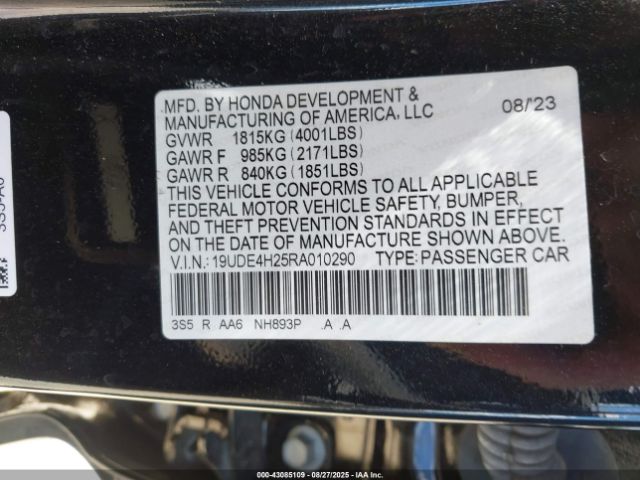 MFD. BY HONDA DEVELOPMENT &
MANUFACTURING OF AMERICA, LLC 08/23
GVWR 1815KG (4001LBS)
GAWR F 985KG (2171LBS)
GAWR R 840KG (1851LBS)
THIS VEHICLE CONFORMS TO ALL APPLICABLE
FEDERAL MOTOR VEHICLE SAFETY, BUMPER,
AND THEFT PREVENTION STANDARDS IN EFFECT
ON THE DATE OF MANUFACTURE SHOWN ABOVE.
V.I.N.:19UDE4H25RA010290 TYPE:PASSENGER CAR
3S5 R AA6 NH893P .A .A
000-43085109 | 08/27/2025 | IAAI.COM